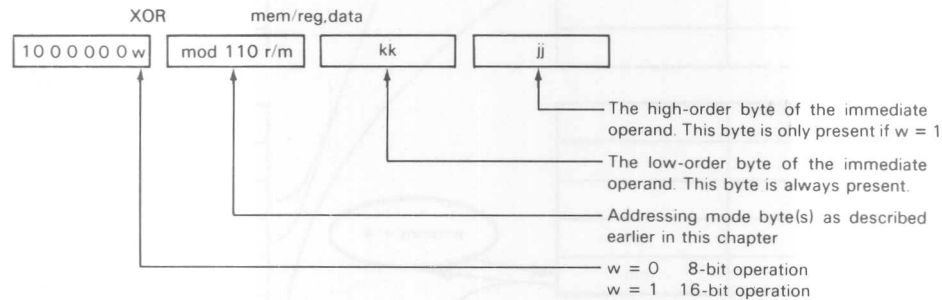 XOR mem/reg,data
1 0 0 0 0 0 0 w mod 110 r/m kk jj
The high-order byte of the immediate
operand. This byte is only present if w = 1
The low-order byte of the immediate
operand. This byte is always present.
Addressing mode byte(s) as described
earlier in this chapter
w = 0 8-bit operation
w = 1 16-bit operation